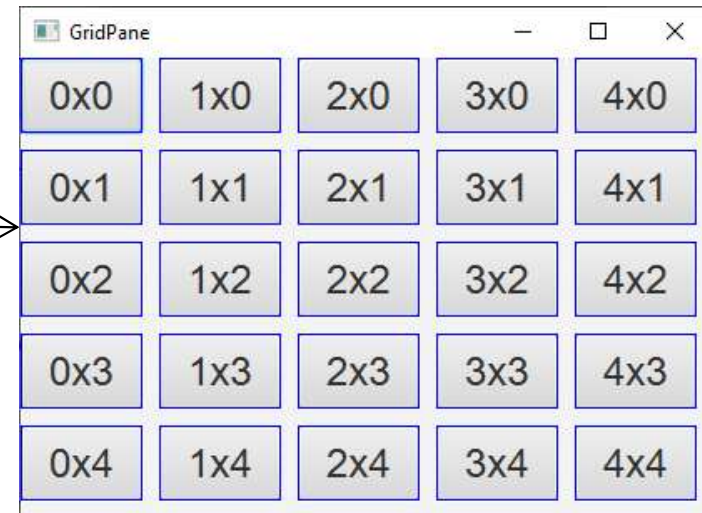 GridPane
0x0 1x0 2x0 3x0 4x0
0x1 1x1 2x1 3x1 4x1
0x2 1x2 2x2 3x2 4x2
0x3 1x3 2x3 3x3 4x3
0x4 1x4 2x4 3x4 4x4